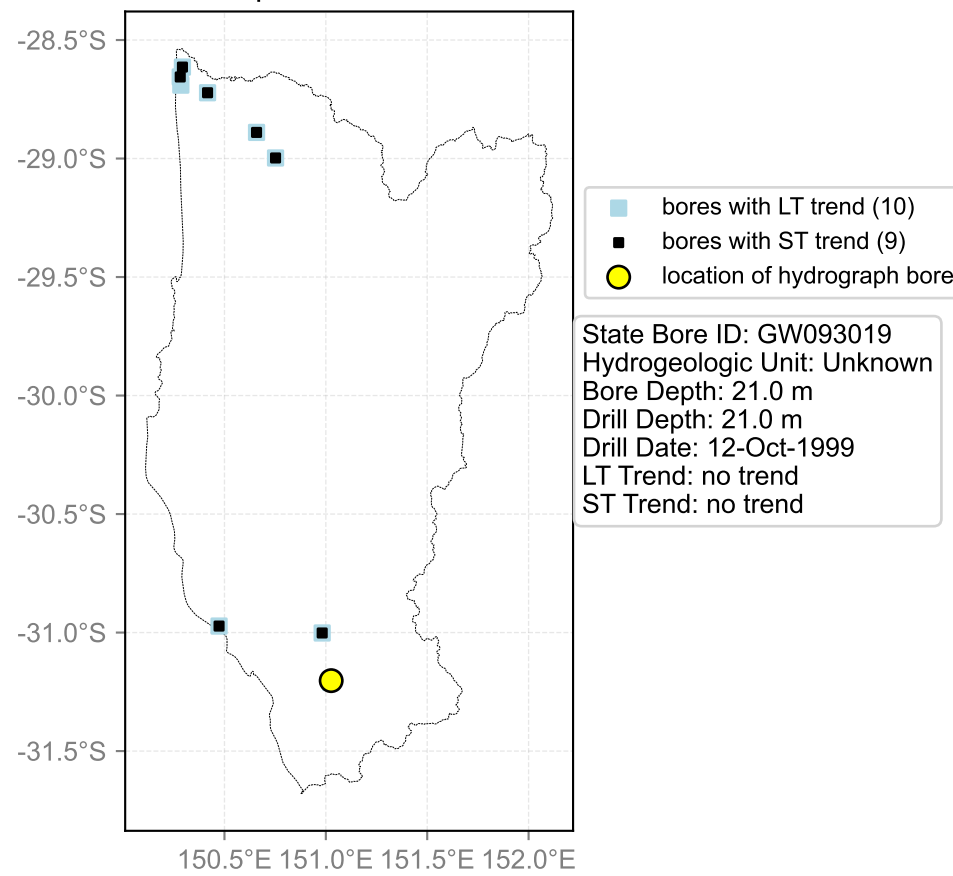 -28.5°S
-29.0°S
-29.5°S
-30.0°S
-30.5°S
-31.0°S
-31.5°S
150.5°E 151.0°E 151.5°E 152.0°E
bores with LT trend (10)
bores with ST trend (9)
location of hydrograph bore
State Bore ID: GW093019
Hydrogeologic Unit: Unknown
Bore Depth: 21.0 m
Drill Depth: 21.0 m
Drill Date: 12-Oct-1999
LT Trend: no trend
ST Trend: no trend